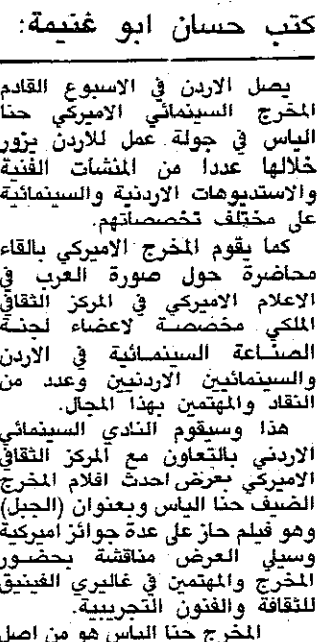 كتب حسان ابو غنيمة:
يصل الاردن في الاسبوع القادم
المخرج السينمائي الاميركي حنا
الياس في جولة عمل للاردن يزور
خلالها عددا من المنشآت الفنية
والاستديوهات الاردنية والسينمائية
على مختلف تخصصاتهم.
كما يقوم المخرج الاميركي بالقاء
محاضرة حول صورة العرب في
الاعلام الاميركي في المركز الثقافي
الملكي مخصصة لاعضاء لجنة
الصناعة السينمائية في الاردن
والسينمائيين الاردنيين وعدد من
النقاد والمهتمين بهذا المجال.
هذا وسيقوم النادي السينمائي
الاردني بالتعاون مع المركز الثقافي
الاميركي بعرض احدث افلام المخرج
الضيف حنا الياس وبعنوان (الجبل)
وهو فيلم حاز على عدة جوائز اميركية
وسيلي العرض مناقشة بحضور
المخرج والمهتمين في غاليري الفينيق
للثقافة والفنون التجريبية.
المخرج حنا الياس هو من اصل